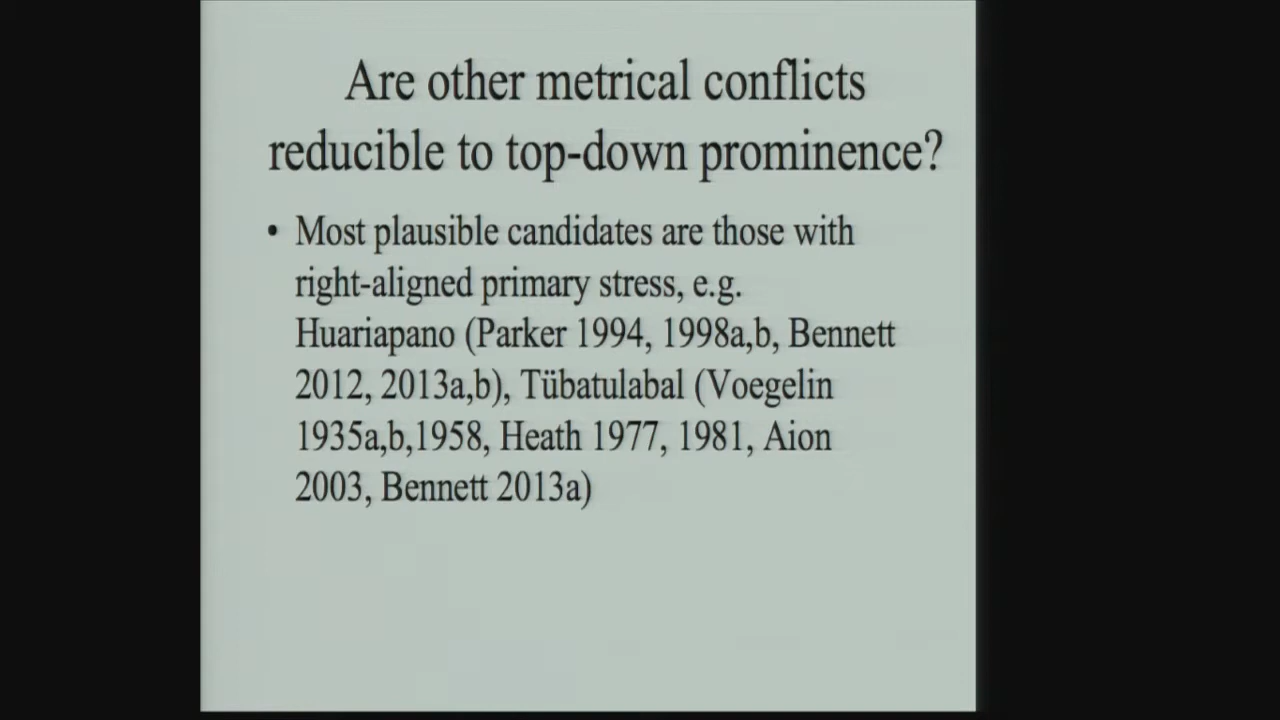 Are other metrical conflicts
reducible to top-down prominence?
• Most plausible candidates are those with
right-aligned primary stress, e.g.
Huariapano (Parker 1994, 1998a,b, Bennett
2012, 2013a,b), Tübatulabal (Voegelin
1935a,b,1958, Heath 1977, 1981, Aion
2003, Bennett 2013a)